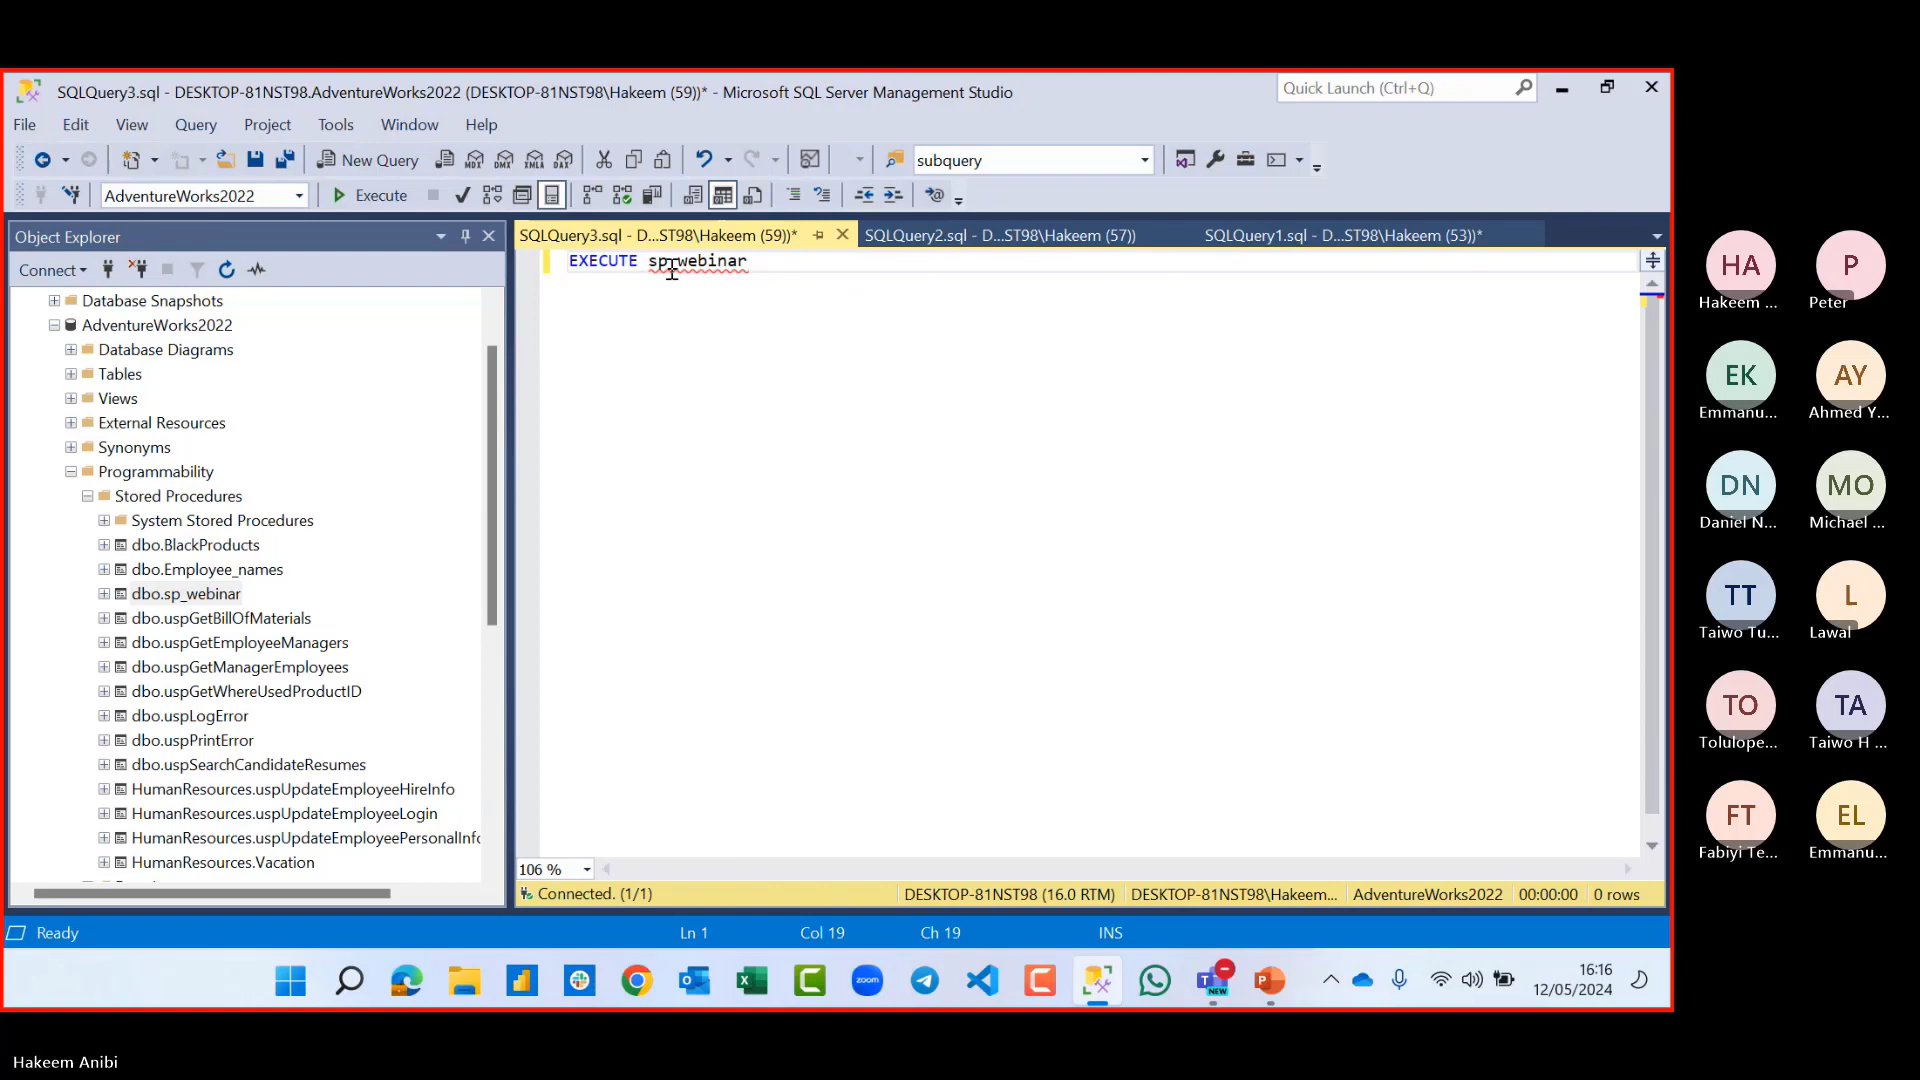 SQLQuery3.sql - DESKTOP-81NST98.AdventureWorks2022 (DESKTOP-81NST98\Hakeem (59))* - Microsoft SQL Server Management Studio
Quick Launch (Ctrl+Q)
File Edit View Query Project Tools Window Help
New Query
MDX DMX XMLA DAX
subquery
AdventureWorks2022
Execute
Object Explorer
SQLQuery3.sql - D...ST98\Hakeem (59))*
SQLQuery2.sql - D...ST98\Hakeem (57))
SQLQuery1.sql - D...ST98\Hakeem (53))*
Connect
EXECUTE sp_webinar
Database Snapshots
AdventureWorks2022
Database Diagrams
Tables
Views
External Resources
Synonyms
Programmability
Stored Procedures
System Stored Procedures
dbo.BlackProducts
dbo.Employee_names
dbo.sp_webinar
dbo.uspGetBillOfMaterials
dbo.uspGetEmployeeManagers
dbo.uspGetManagerEmployees
dbo.uspGetWhereUsedProductID
dbo.uspLogError
dbo.uspPrintError
dbo.uspSearchCandidateResumes
HumanResources.uspUpdateEmployeeHireInfo
HumanResources.uspUpdateEmployeeLogin
HumanResources.uspUpdateEmployeePersonalInfo
HumanResources.Vacation
106 %
Connected. (1/1)
DESKTOP-81NST98 (16.0 RTM)
DESKTOP-81NST98\Hakeem...
AdventureWorks2022
00:00:00
0 rows
Ready
Ln 1
Col 19
Ch 19
INS
zoom
NEW
16:16
12/05/2024
HA
Hakeem ...
P
Peter
EK
Emmanu...
AY
Ahmed Y...
DN
Daniel N...
MO
Michael ...
TT
Taiwo Tu...
L
Lawal
TO
Tolulope...
TA
Taiwo H ...
FT
Fabiyi Te...
EL
Emmanu...
Hakeem Anibi